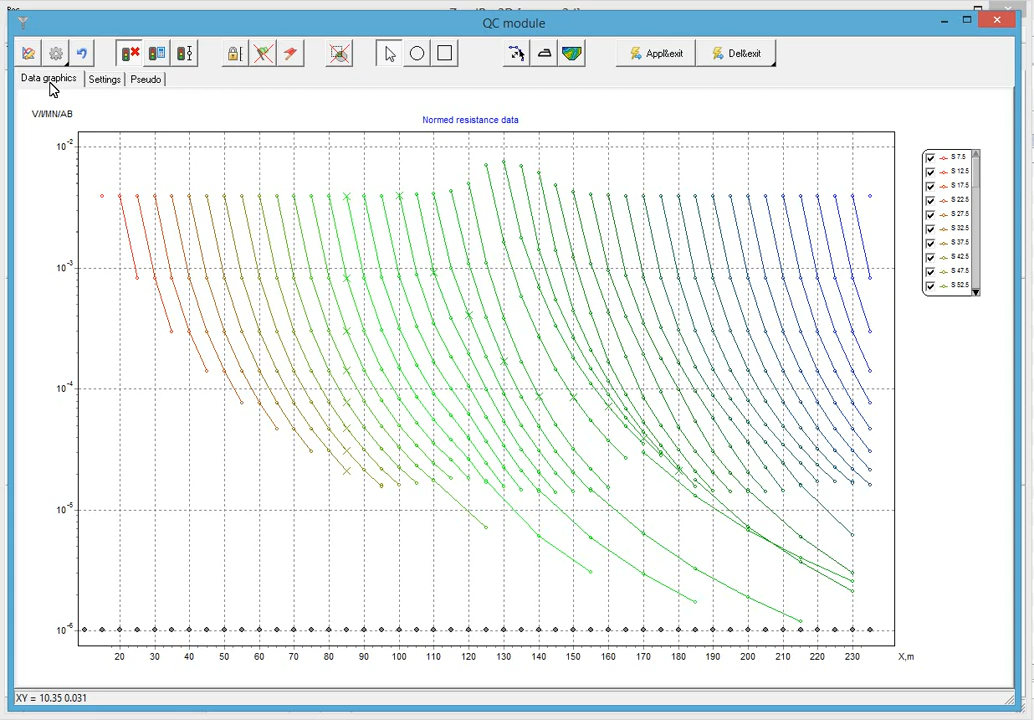 QC module
Appl&exit
Del&exit
Data graphics
Settings
Pseudo
V/I/MN/AB
Normed resistance data
10-2
10-3
10-4
10-5
10-6
20 30 40 50 60 70 80 90 100 110 120 130 140 150 160 170 180 190 200 210 220 230 X,m
S 7.5
S 12.5
S 17.5
S 22.5
S 27.5
S 32.5
S 37.5
S 42.5
S 47.5
S 52.5
XY = 10.35 0.031